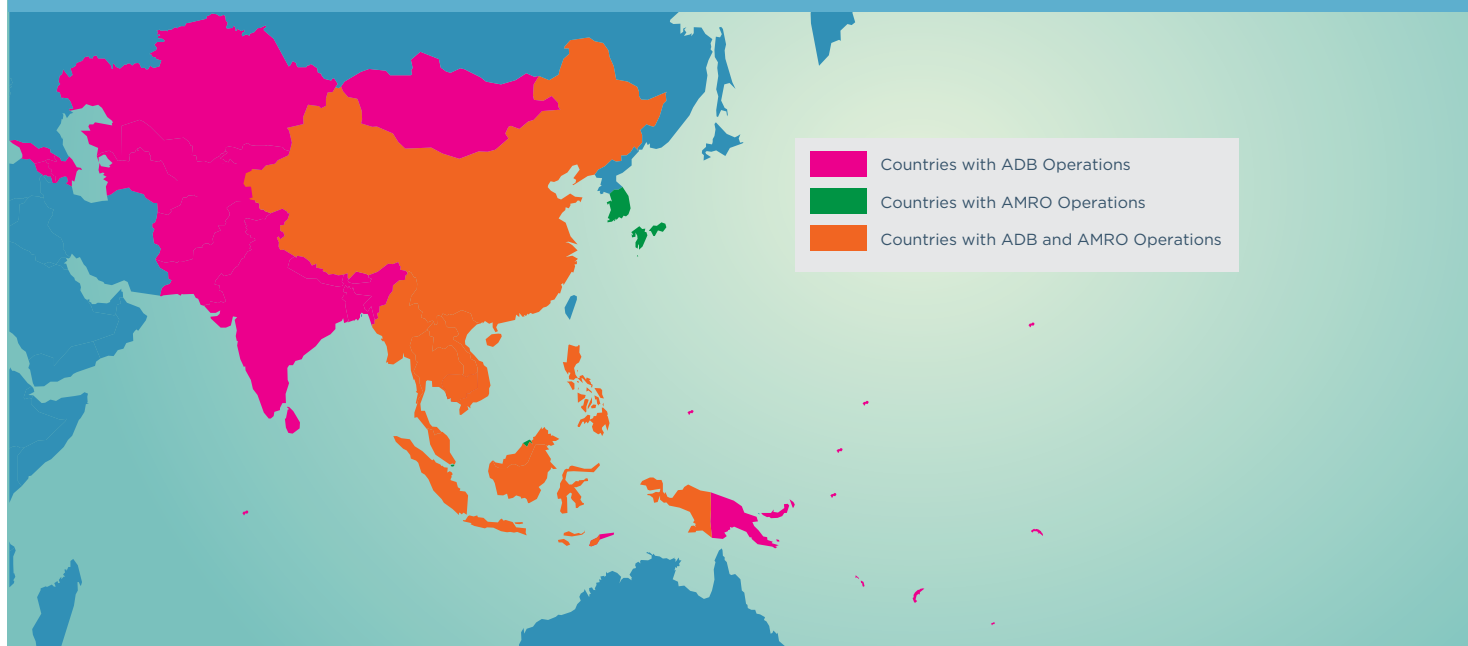 Countries with ADB Operations
Countries with AMRO Operations
Countries with ADB and AMRO Operations